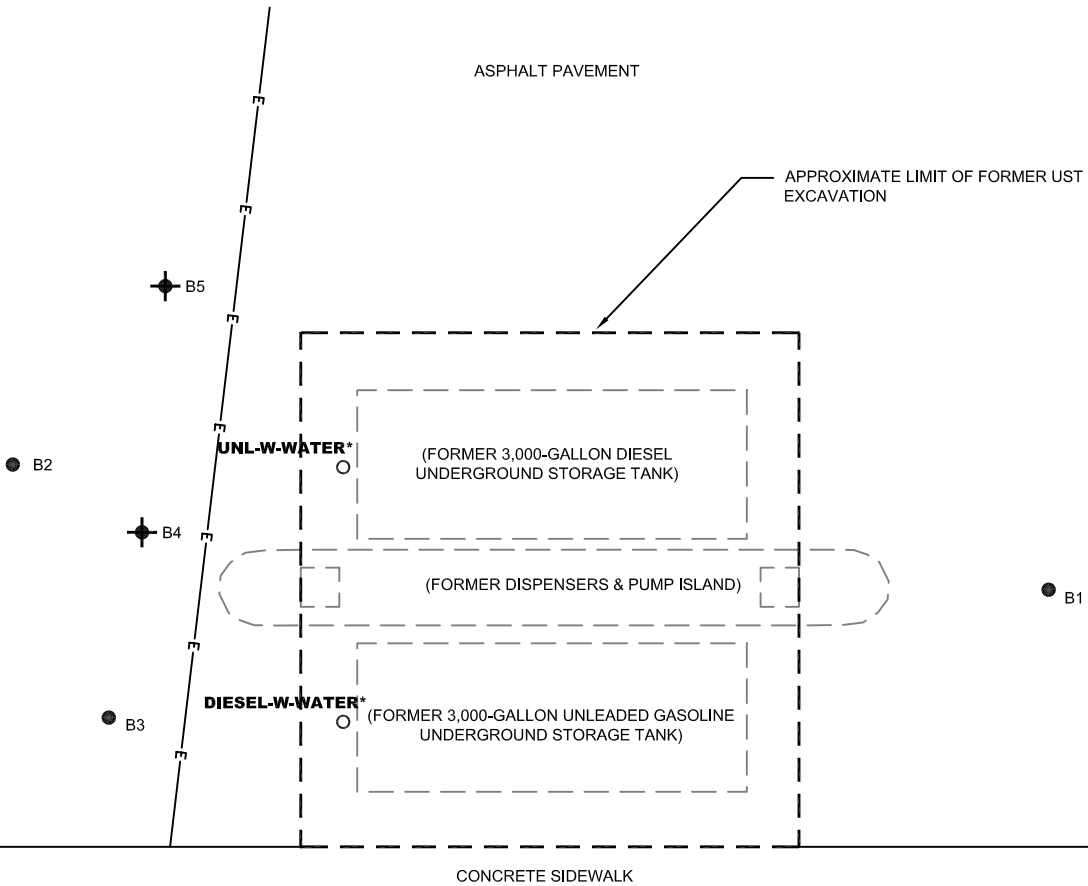 ASPHALT PAVEMENT
E
APPROXIMATE LIMIT OF FORMER UST
EXCAVATION
E
B5
E
E
UNL-W-WATER*
(FORMER 3,000-GALLON DIESEL
UNDERGROUND STORAGE TANK)
B2
B4
E
(FORMER DISPENSERS & PUMP ISLAND)
B1
E
DIESEL-W-WATER*
(FORMER 3,000-GALLON UNLEADED GASOLINE
UNDERGROUND STORAGE TANK)
B3
E
CONCRETE SIDEWALK